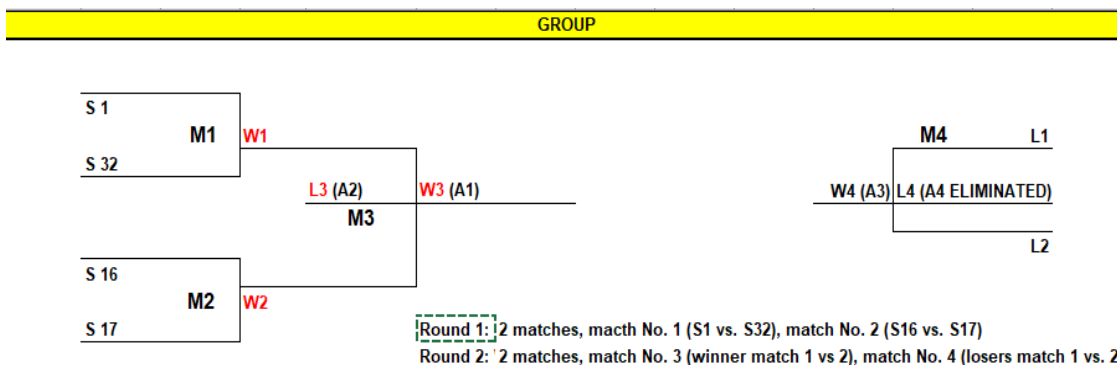 GROUP
S 1
M1
W1
S 32
L3 (A2)
W3 (A1)
M3
S 16
M2
W2
S 17
M4
L1
W4 (A3)
L4 (A4 ELIMINATED)
L2
Round 1: 2 matches, macth No. 1 (S1 vs. S32), match No. 2 (S16 vs. S17)
Round 2: 2 matches, match No. 3 (winner match 1 vs 2), match No. 4 (losers match 1 vs. 2